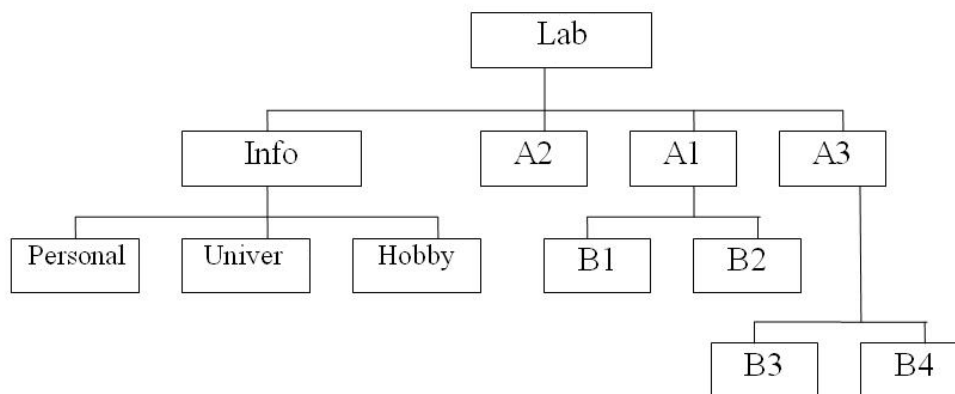 Lab
Info
A2
A1
A3
Personal
Univer
Hobby
B1
B2
B3
B4